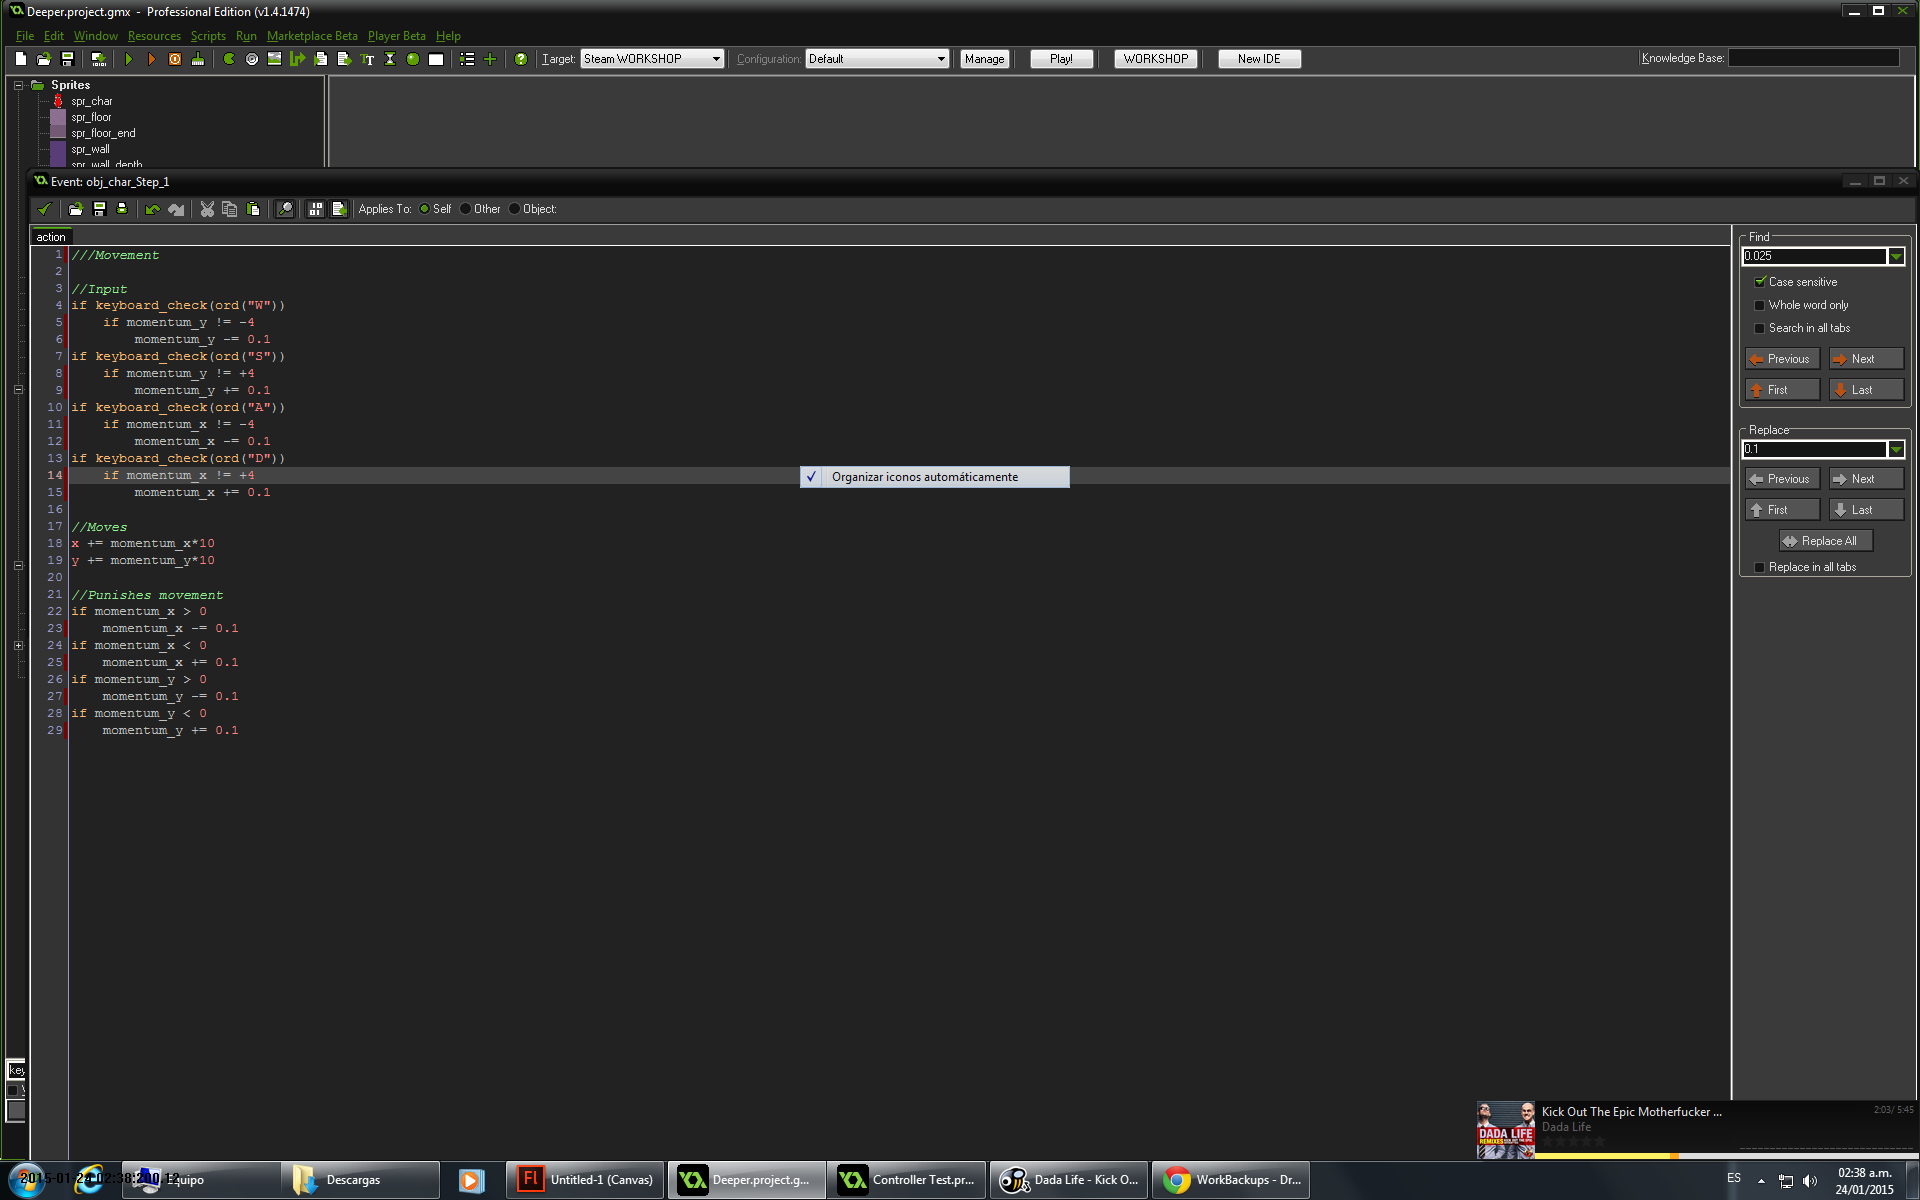 Deeper.project.gmx - Professional Edition (v1.4.1474)
File Edit Window Resources Scripts Run Marketplace Beta Player Beta Help
Target: Steam WORKSHOP Configuration: Default Manage Play! WORKSHOP New IDE Knowledge Base:
Sprites
spr_char
spr_floor
spr_floor_end
spr_wall
spr_wall_depth
Event: obj_char_Step_1
Applies To: Self Other Object:
action
1 ///Movement
2
3 //Input
4 if keyboard_check(ord("W"))
5 if momentum_y != -4
6 momentum_y -= 0.1
7 if keyboard_check(ord("S"))
8 if momentum_y != +4
9 momentum_y += 0.1
10 if keyboard_check(ord("A"))
11 if momentum_x != -4
12 momentum_x -= 0.1
13 if keyboard_check(ord("D"))
14 if momentum_x != +4
15 momentum_x += 0.1
16
17 //Moves
18 x += momentum_x*10
19 y += momentum_y*10
20
21 //Punishes movement
22 if momentum_x > 0
23 momentum_x -= 0.1
24 if momentum_x < 0
25 momentum_x += 0.1
26 if momentum_y > 0
27 momentum_y -= 0.1
28 if momentum_y < 0
29 momentum_y += 0.1
Organizar iconos automáticamente
Find
0.025
Case sensitive
Whole word only
Search in all tabs
Previous Next
First Last
Replace
0.1
Previous Next
First Last
Replace All
Replace in all tabs
key
Kick Out The Epic Motherfucker ... 2:03/ 5:45
Dada Life
DADA LIFE
2015-01-24 02:38:20
Equipo
Descargas
Untitled-1 (Canvas)
Deeper.project.g...
Controller Test.pr...
Dada Life - Kick O...
WorkBackups - Dr...
ES
02:38 a.m.
24/01/2015